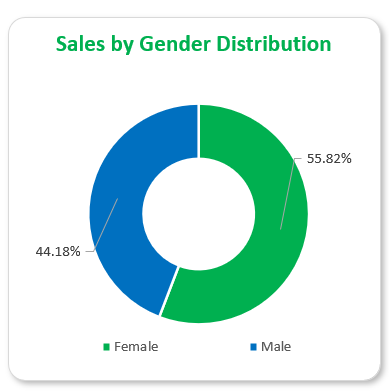 Sales by Gender Distribution
55.82%
44.18%
Female
Male